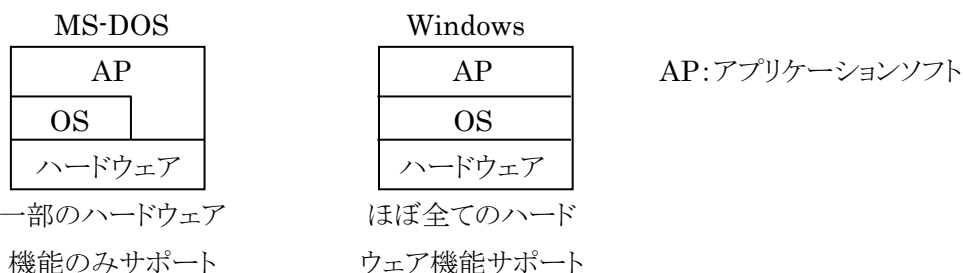 MS-DOS
AP
OS
ハードウェア
一部のハードウェア
機能のみサポート
Windows
AP
OS
ハードウェア
ほぼ全てのハード
ウェア機能サポート
AP:アプリケーションソフト